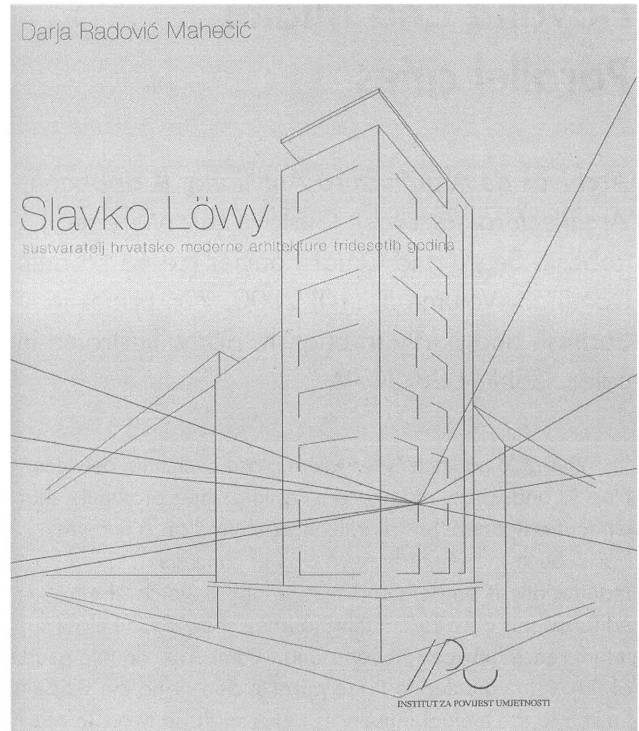 Darja Radović Mahečić
Slavko Löwy
sustvaratelj hrvatske moderne arhitekture tridesetih godina
INSTITUT ZA POVIJEST UMJETNOSTI